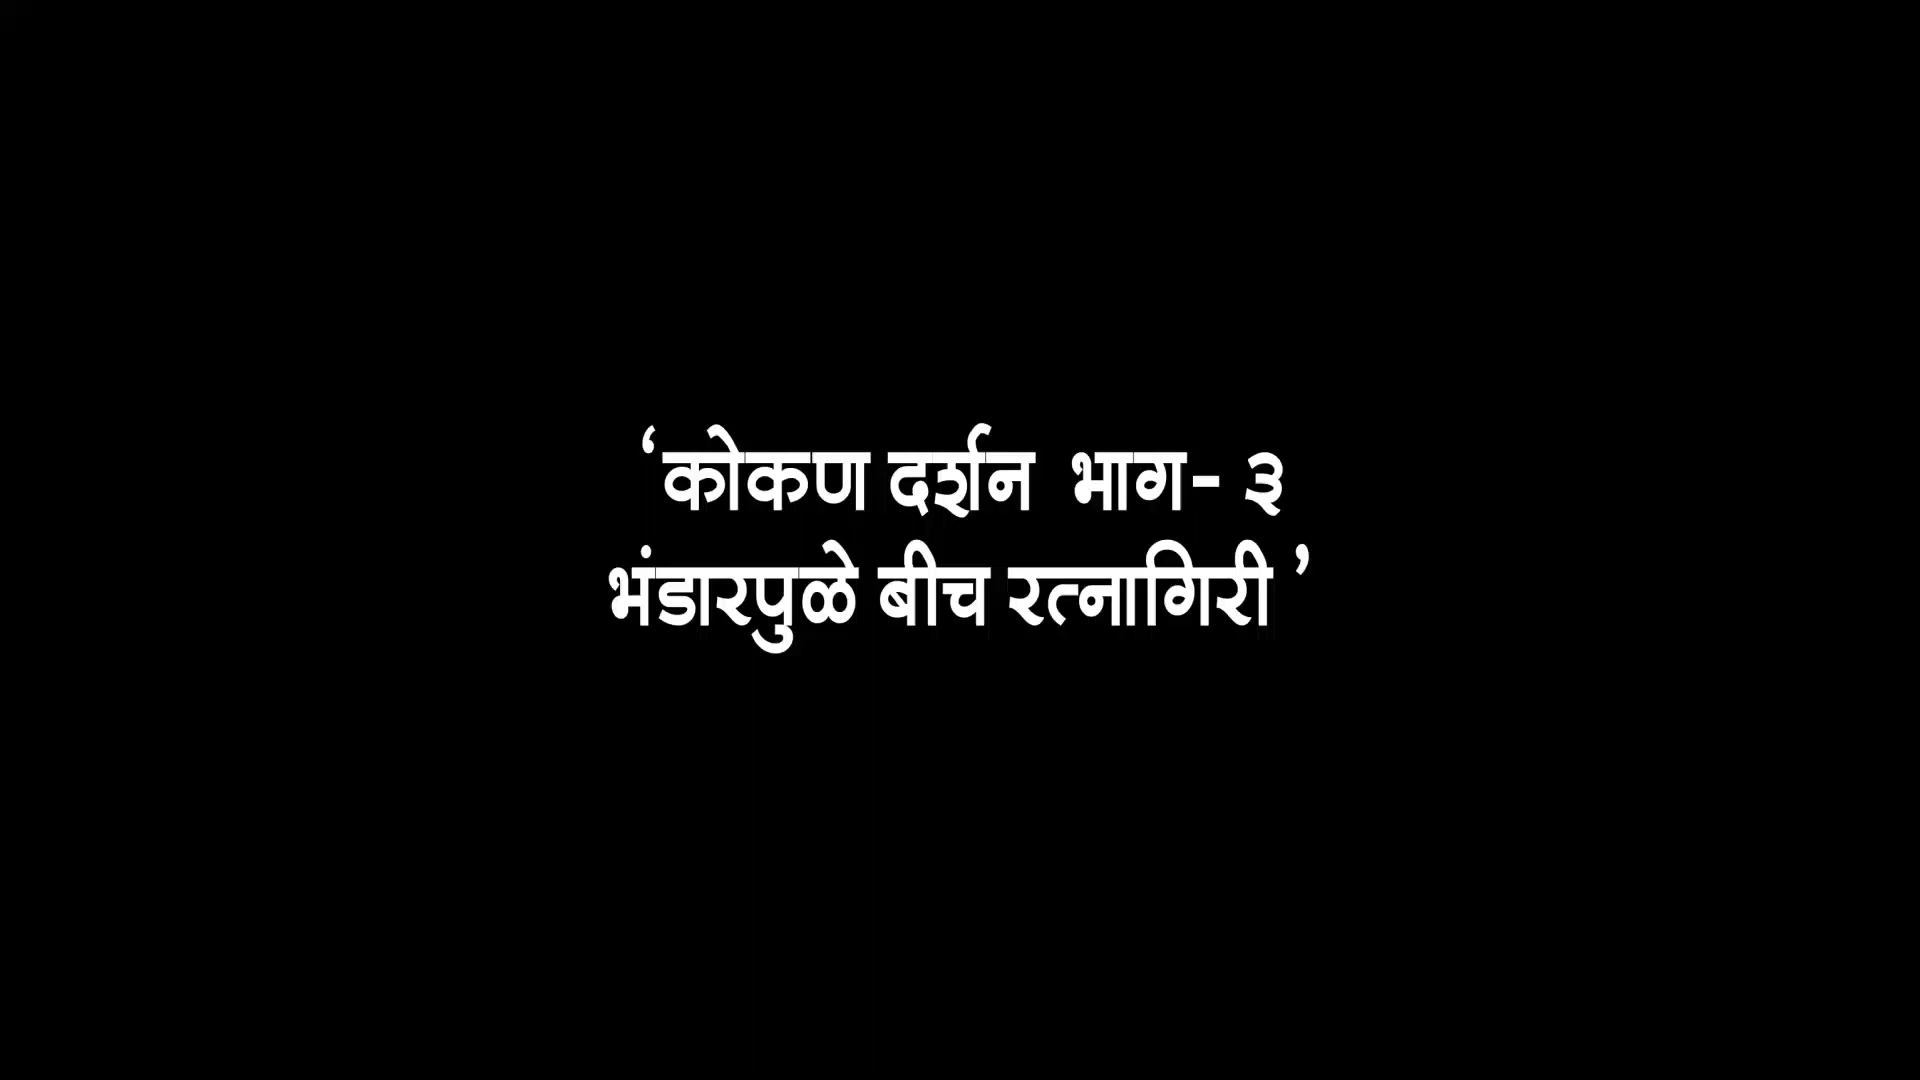 ‘कोकण दर्शन भाग- ३
भंडारपुळे बीच रत्नागिरी ’